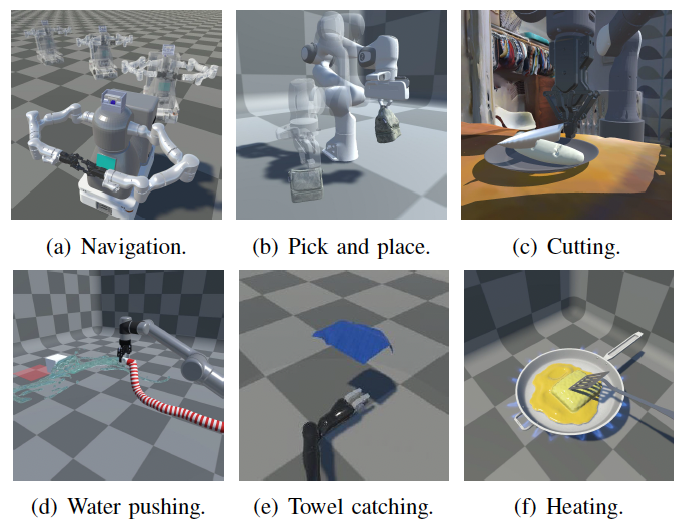 (a) Navigation.
(b) Pick and place.
(c) Cutting.
(d) Water pushing.
(e) Towel catching.
(f) Heating.